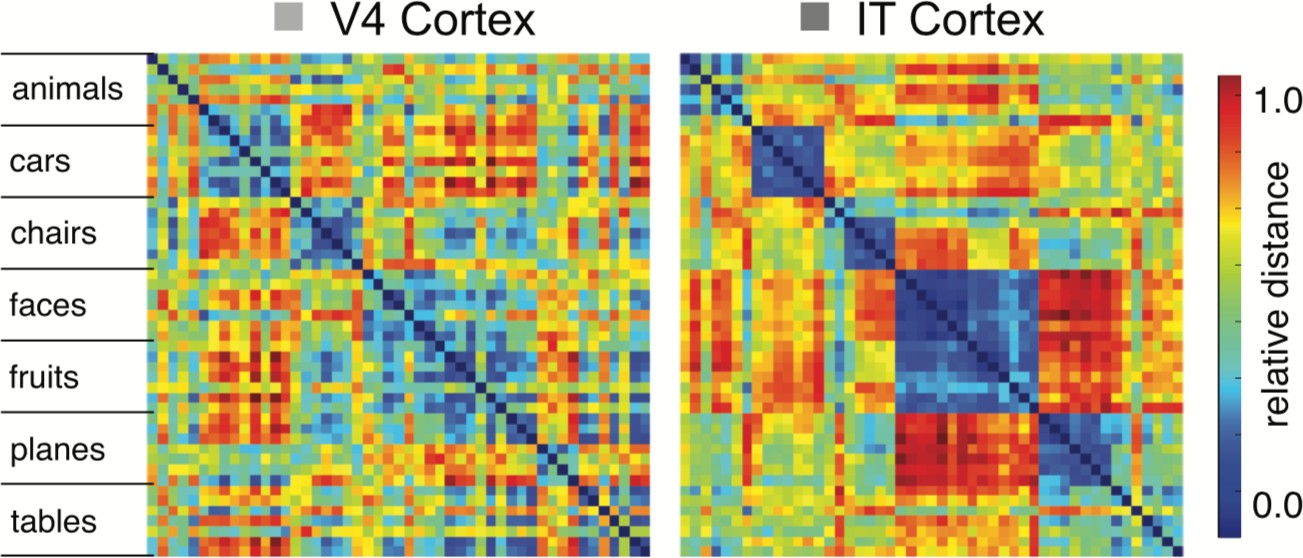 V4 Cortex
IT Cortex
animals
cars
chairs
faces
fruits
planes
tables
1.0
relative distance
0.0